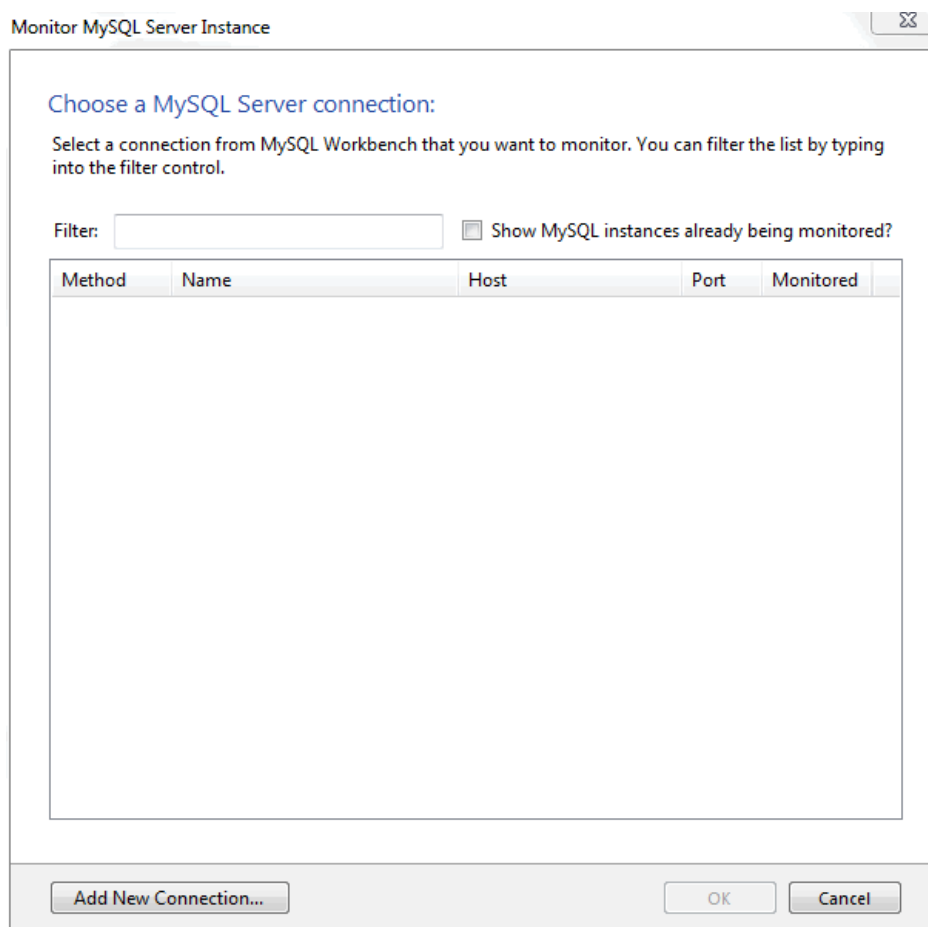 Monitor MySQL Server Instance
Choose a MySQL Server connection:
Select a connection from MySQL Workbench that you want to monitor. You can filter the list by typing
into the filter control.
Filter: Show MySQL instances already being monitored?
Method Name Host Port Monitored
Add New Connection... OK Cancel